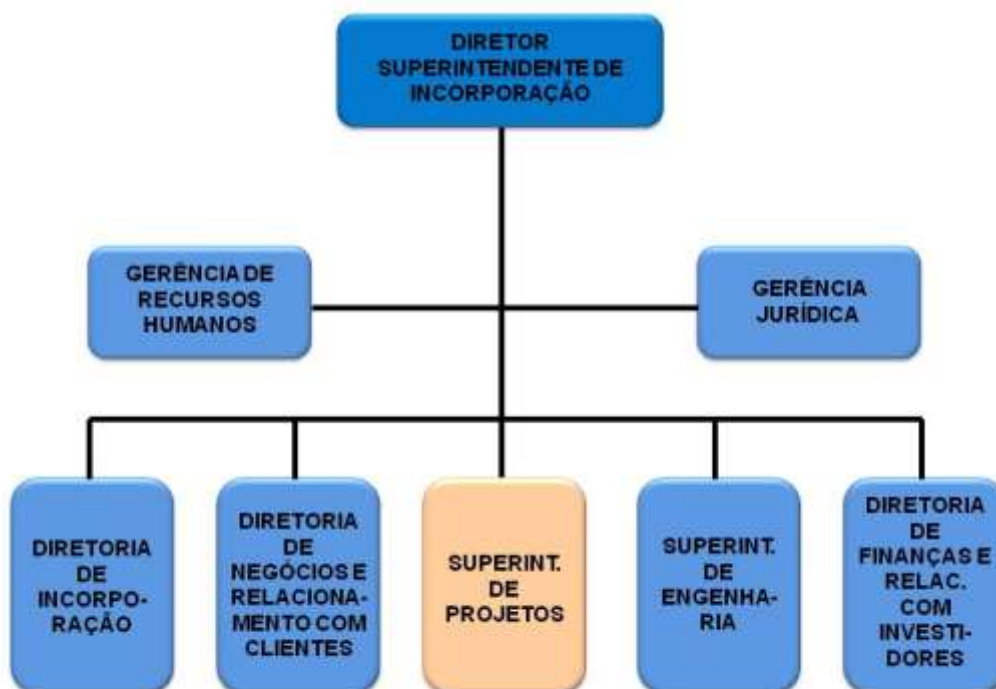 DIRETOR
SUPERINTENDENTE DE
INCORPORAÇÃO
GERÊNCIA DE
RECURSOS
HUMANOS
GERÊNCIA
JURÍDICA
DIRETORIA
DE
INCORPO-
RAÇÃO
DIRETORIA
DE
NEGÓCIOS E
RELACIONA-
MENTO COM
CLIENTES
SUPERINT.
DE
PROJETOS
SUPERINT.
DE
ENGENHA-
RIA
DIRETORIA
DE
FINANÇAS E
RELAC.
COM
INVESTI-
DORES